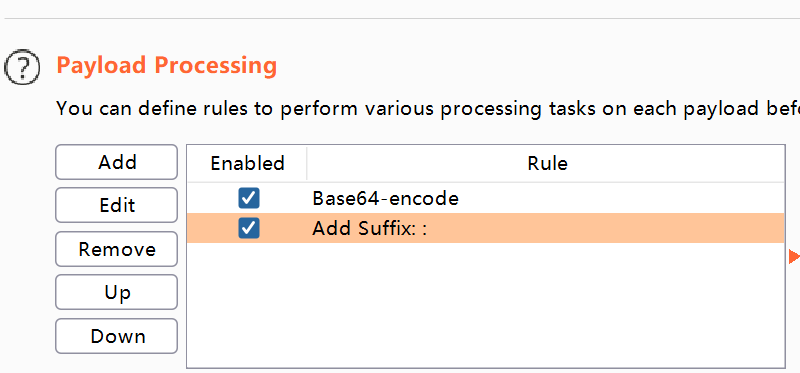 ?
Payload Processing
You can define rules to perform various processing tasks on each payload
Add
Edit
Remove
Up
Down
Enabled Rule
Base64-encode
Add Suffix: :